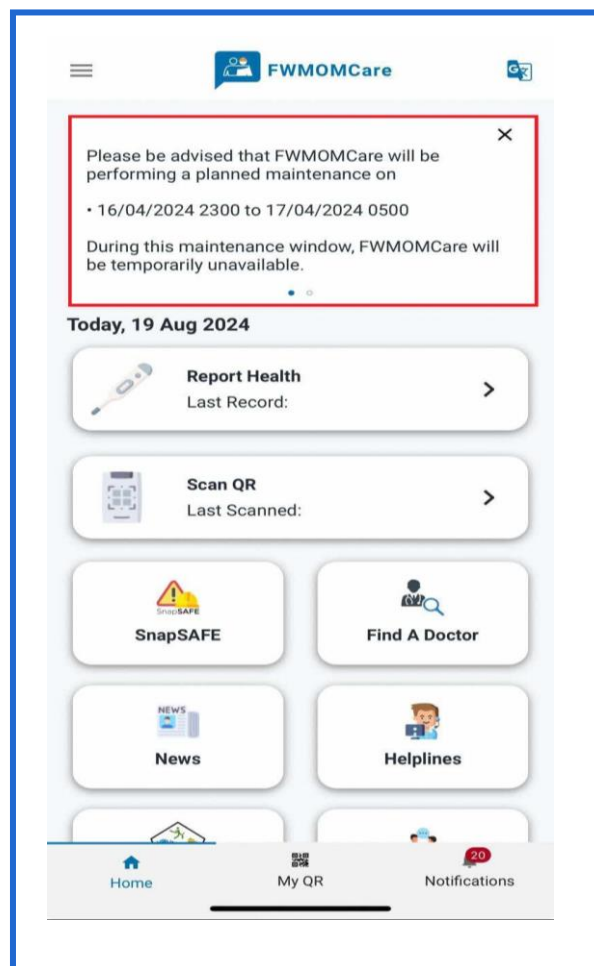 FWMOMCare
×
Please be advised that FWMOMCare will be
performing a planned maintenance on
• 16/04/2024 2300 to 17/04/2024 0500
During this maintenance window, FWMOMCare will
be temporarily unavailable.
Today, 19 Aug 2024
Report Health
Last Record:
Scan QR
Last Scanned:
SnapSAFE
SnapSAFE
Find A Doctor
NEWS
News
Helplines
20
Home
My QR
Notifications